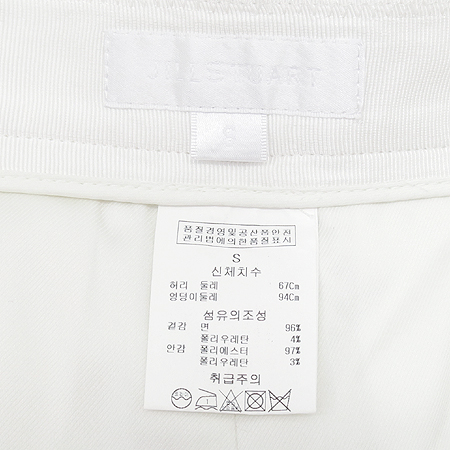 JILL STUART
S
품질경영및공산품안전
관리법에의한품질표시
S
신체치수
허리 둘레 67Cm
엉덩이둘레 94Cm
섬유의조성
겉감 면 96%
폴리우레탄 4%
안감 폴리에스터 97%
폴리우레탄 3%
취급주의